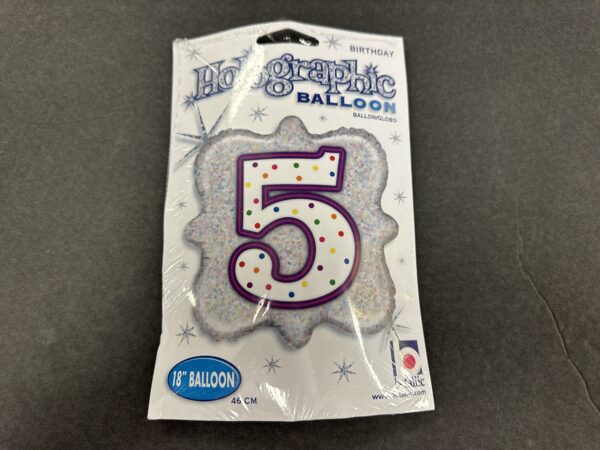 BIRTHDAY
Holographic
BALLOON
BALLON/GLOBO
5
18" BALLOON
46 CM